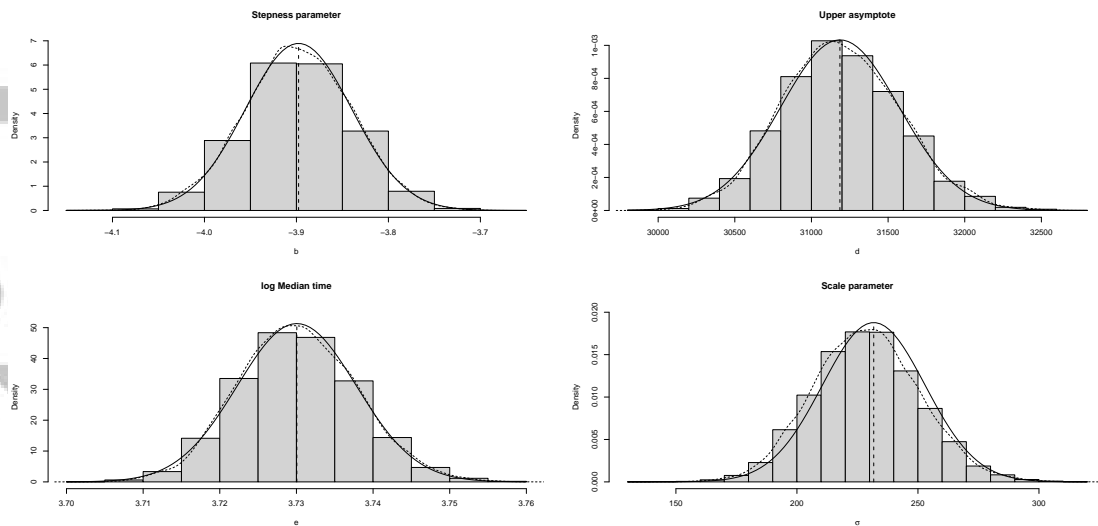 Stepness parameter
Density
0 1 2 3 4 5 6 7
−4.1 −4.0 −3.9 −3.8 −3.7
b
Upper asymptote
Density
0e+00 2e−04 4e−04 6e−04 8e−04 1e−03
30000 30500 31000 31500 32000 32500
d
log Median time
Density
0 10 20 30 40 50
3.70 3.71 3.72 3.73 3.74 3.75 3.76
e
Scale parameter
Density
0.000 0.005 0.010 0.015 0.020
150 200 250 300
σ